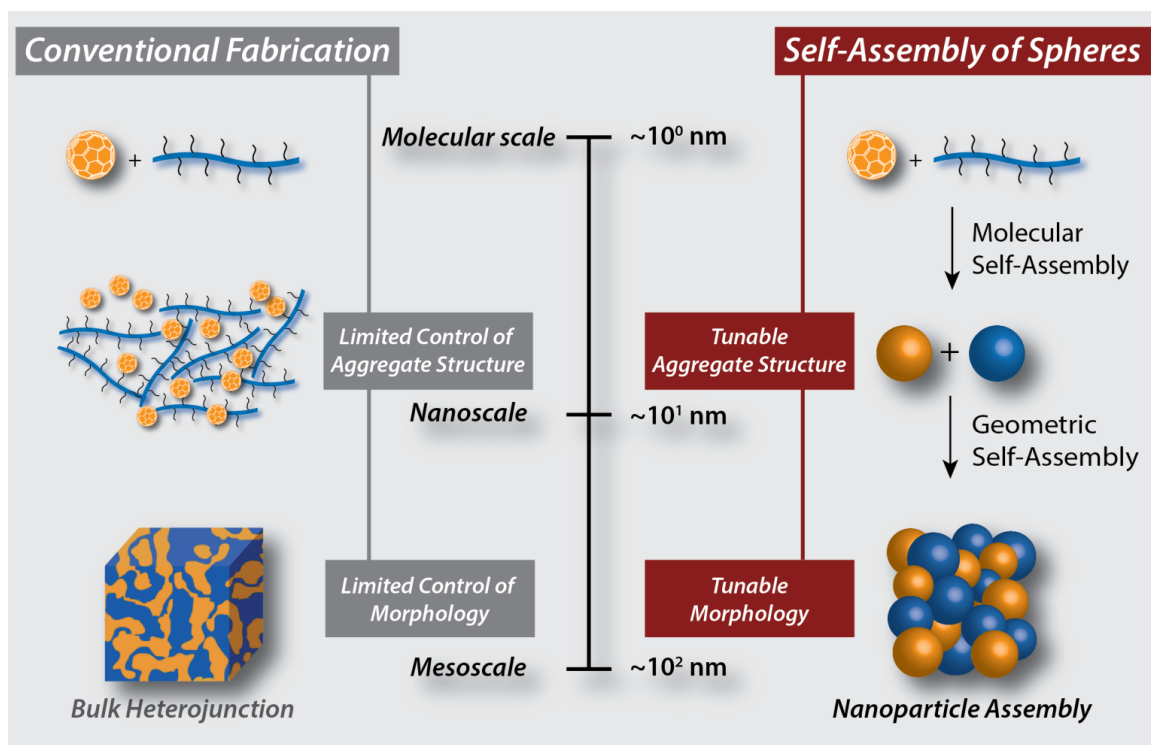 Conventional Fabrication
Self-Assembly of Spheres
Molecular scale
~10⁰ nm
+
+
Molecular
Self-Assembly
Limited Control of
Aggregate Structure
Tunable
Aggregate Structure
+
Nanoscale
~10¹ nm
Geometric
Self-Assembly
Limited Control of
Morphology
Tunable
Morphology
Mesoscale
~10² nm
Bulk Heterojunction
Nanoparticle Assembly